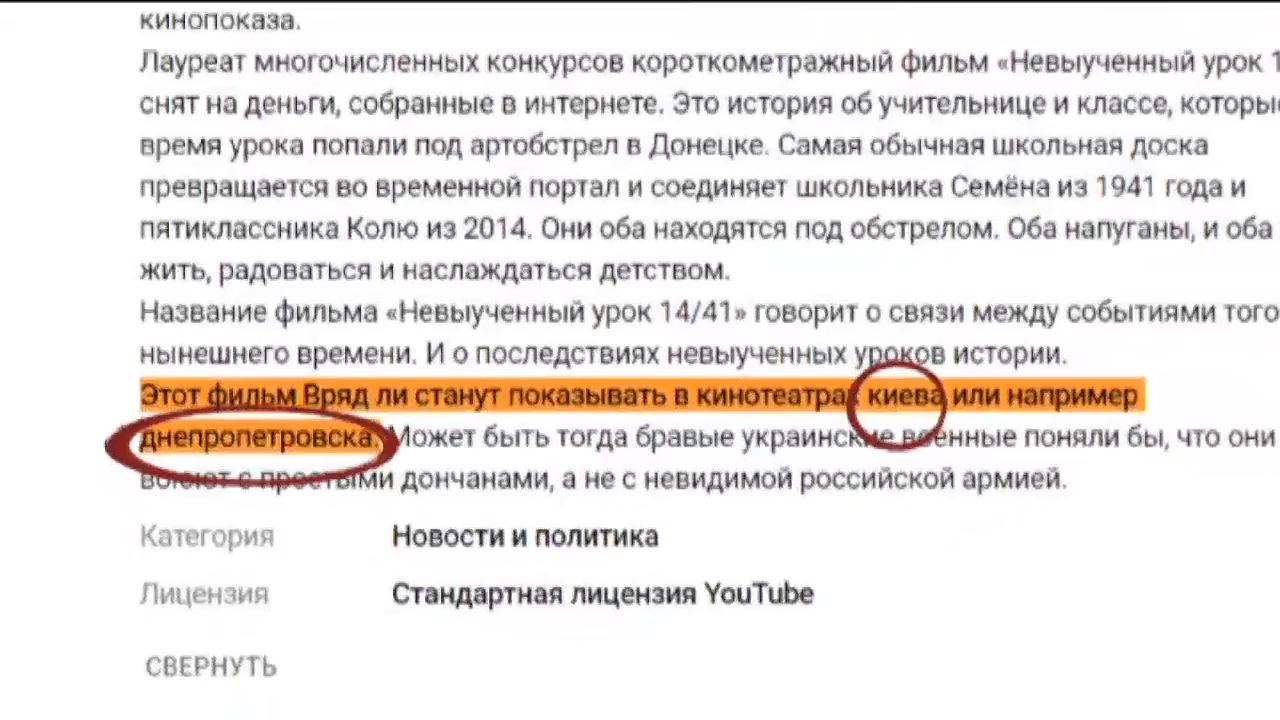 кинопоказа.
Лауреат многочисленных конкурсов короткометражный фильм «Невыученный урок 1
снят на деньги, собранные в интернете. Это история об учительнице и классе, которы
время урока попали под артобстрел в Донецке. Самая обычная школьная доска
превращается во временной портал и соединяет школьника Семёна из 1941 года и
пятиклассника Колю из 2014. Они оба находятся под обстрелом. Оба напуганы, и оба
жить, радоваться и наслаждаться детством.
Название фильма «Невыученный урок 14/41» говорит о связи между событиями того
нынешнего времени. И о последствиях невыученных уроков истории.
Этот фильм Вряд ли станут показывать в кинотеатрах киева или например
днепропетровска. Может быть тогда бравые украинские военные поняли бы, что они
воюют с простыми дончанами, а не с невидимой российской армией.
Категория Новости и политика
Лицензия Стандартная лицензия YouTube
СВЕРНУТЬ